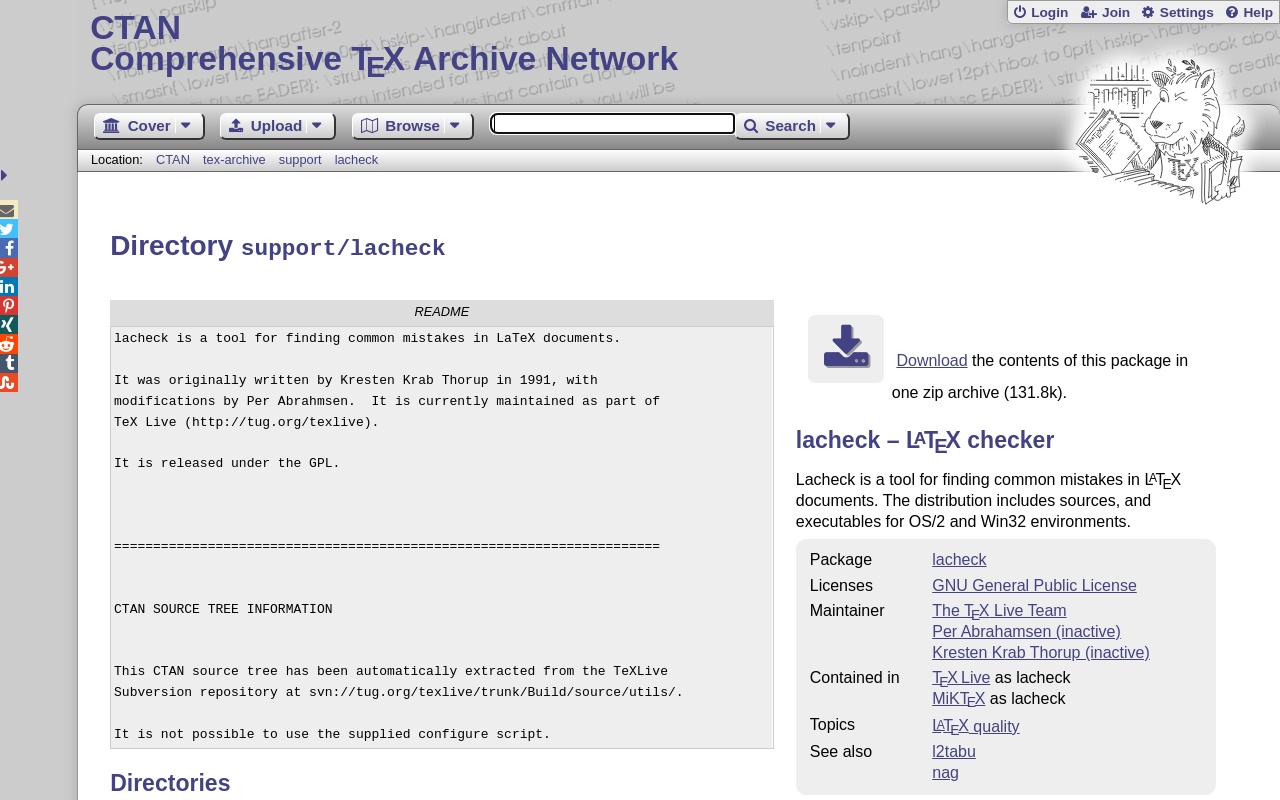 Login Join Settings Help
CTAN
Comprehensive TEX Archive Network
Cover Upload Browse Search
Location: CTAN tex-archive support lacheck
Directory support/lacheck
README
lacheck is a tool for finding common mistakes in LaTeX documents.
It was originally written by Kresten Krab Thorup in 1991, with
modifications by Per Abrahmsen.  It is currently maintained as part of
TeX Live (http://tug.org/texlive).
It is released under the GPL.
======================================================================
CTAN SOURCE TREE INFORMATION
This CTAN source tree has been automatically extracted from the TeXLive
Subversion repository at svn://tug.org/texlive/trunk/Build/source/utils/.
It is not possible to use the supplied configure script.
Directories
Download the contents of this package in
one zip archive (131.8k).
lacheck – LATEX checker
Lacheck is a tool for finding common mistakes in LATEX
documents. The distribution includes sources, and
executables for OS/2 and Win32 environments.
Package lacheck
Licenses GNU General Public License
Maintainer The TEX Live Team
Per Abrahamsen (inactive)
Kresten Krab Thorup (inactive)
Contained in TEX Live as lacheck
MiKTEX as lacheck
Topics LATEX quality
See also l2tabu
nag